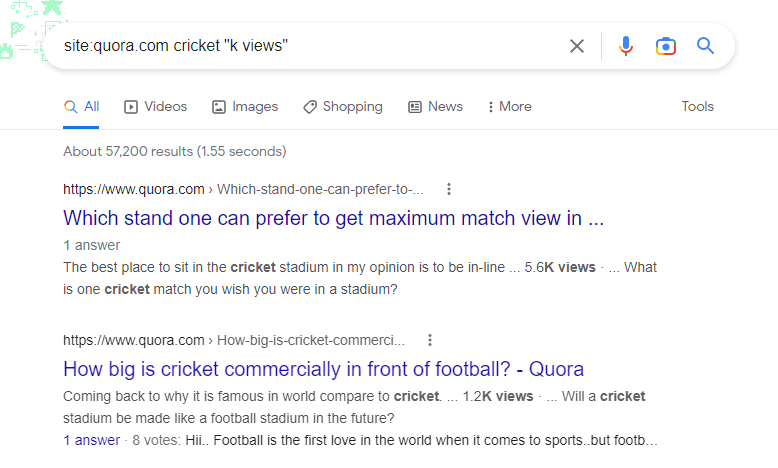 site:quora.com cricket "k views"
All Videos Images Shopping News More Tools
About 57,200 results (1.55 seconds)
https://www.quora.com › Which-stand-one-can-prefer-to-...
Which stand one can prefer to get maximum match view in ...
1 answer
The best place to sit in the cricket stadium in my opinion is to be in-line ... 5.6K views · ... What
is one cricket match you wish you were in a stadium?
https://www.quora.com › How-big-is-cricket-commerci...
How big is cricket commercially in front of football? - Quora
Coming back to why it is famous in world compare to cricket. ... 1.2K views · ... Will a cricket
stadium be made like a football stadium in the future?
1 answer · 8 votes: Hii.. Football is the first love in the world when it comes to sports..but footb...